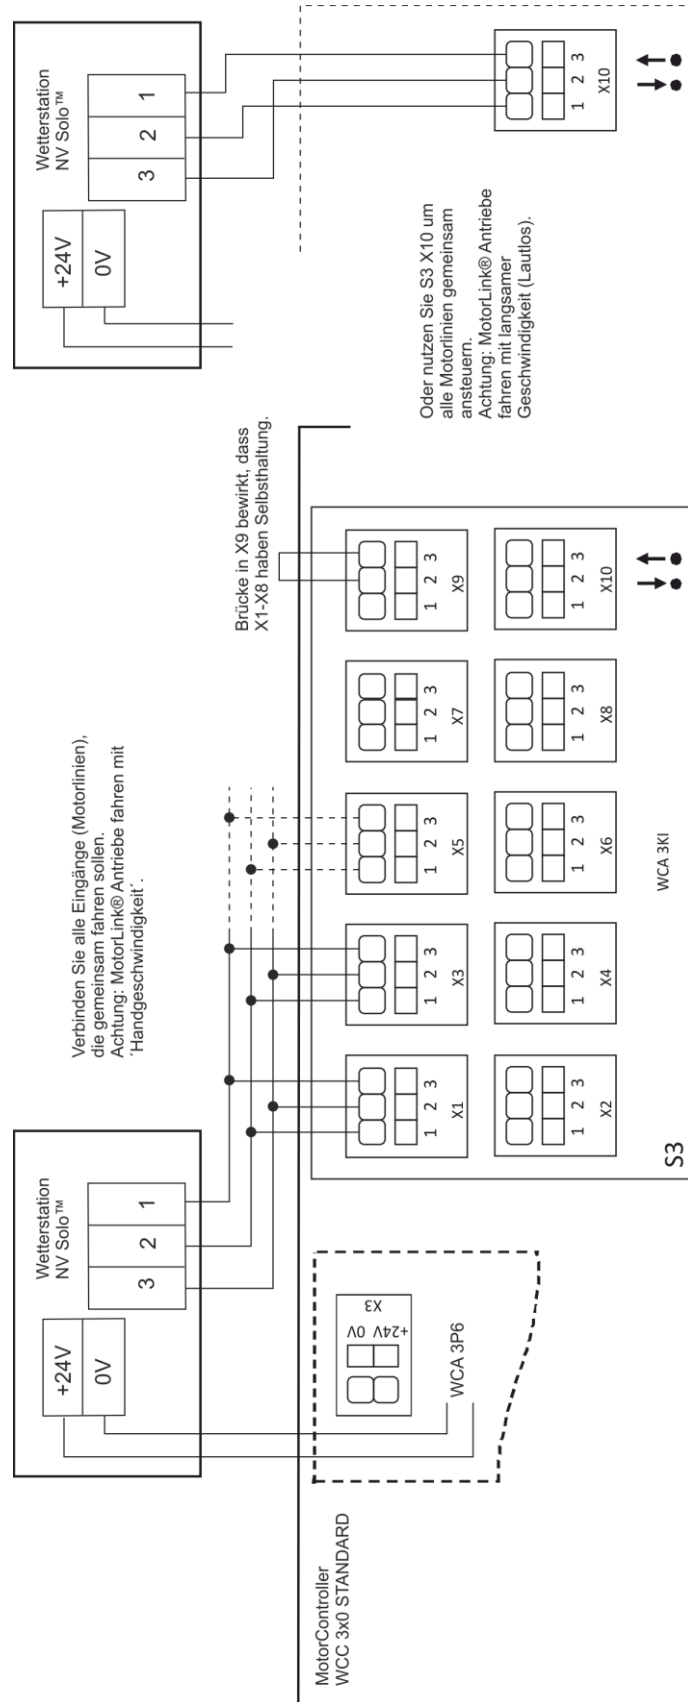 Wetterstation
NV Solo™
+24V
0V
3
2
1
Verbinden Sie alle Eingänge (Motorlinien),
die gemeinsam fahren sollen.
Achtung: MotorLink® Antriebe fahren mit
´Handgeschwindigkeit´.
Brücke in X9 bewirkt, dass
X1-X8 haben Selbsthaltung.
Wetterstation
NV Solo™
+24V
0V
3
2
1
MotorController
WCC 3x0 STANDARD
X3
0V +24V
WCA 3P6
1 2 3
X1
1 2 3
X3
1 2 3
X5
1 2 3
X7
1 2 3
X9
1 2 3
X2
1 2 3
X4
1 2 3
X6
1 2 3
X8
1 2 3
X10
S3
WCA 3KI
Oder nutzen Sie S3 X10 um
alle Motorlinien gemeinsam
ansteuern.
Achtung: MotorLink® Antriebe
fahren mit langsamer
Geschwindigkeit (Lautlos).
1 2 3
X10